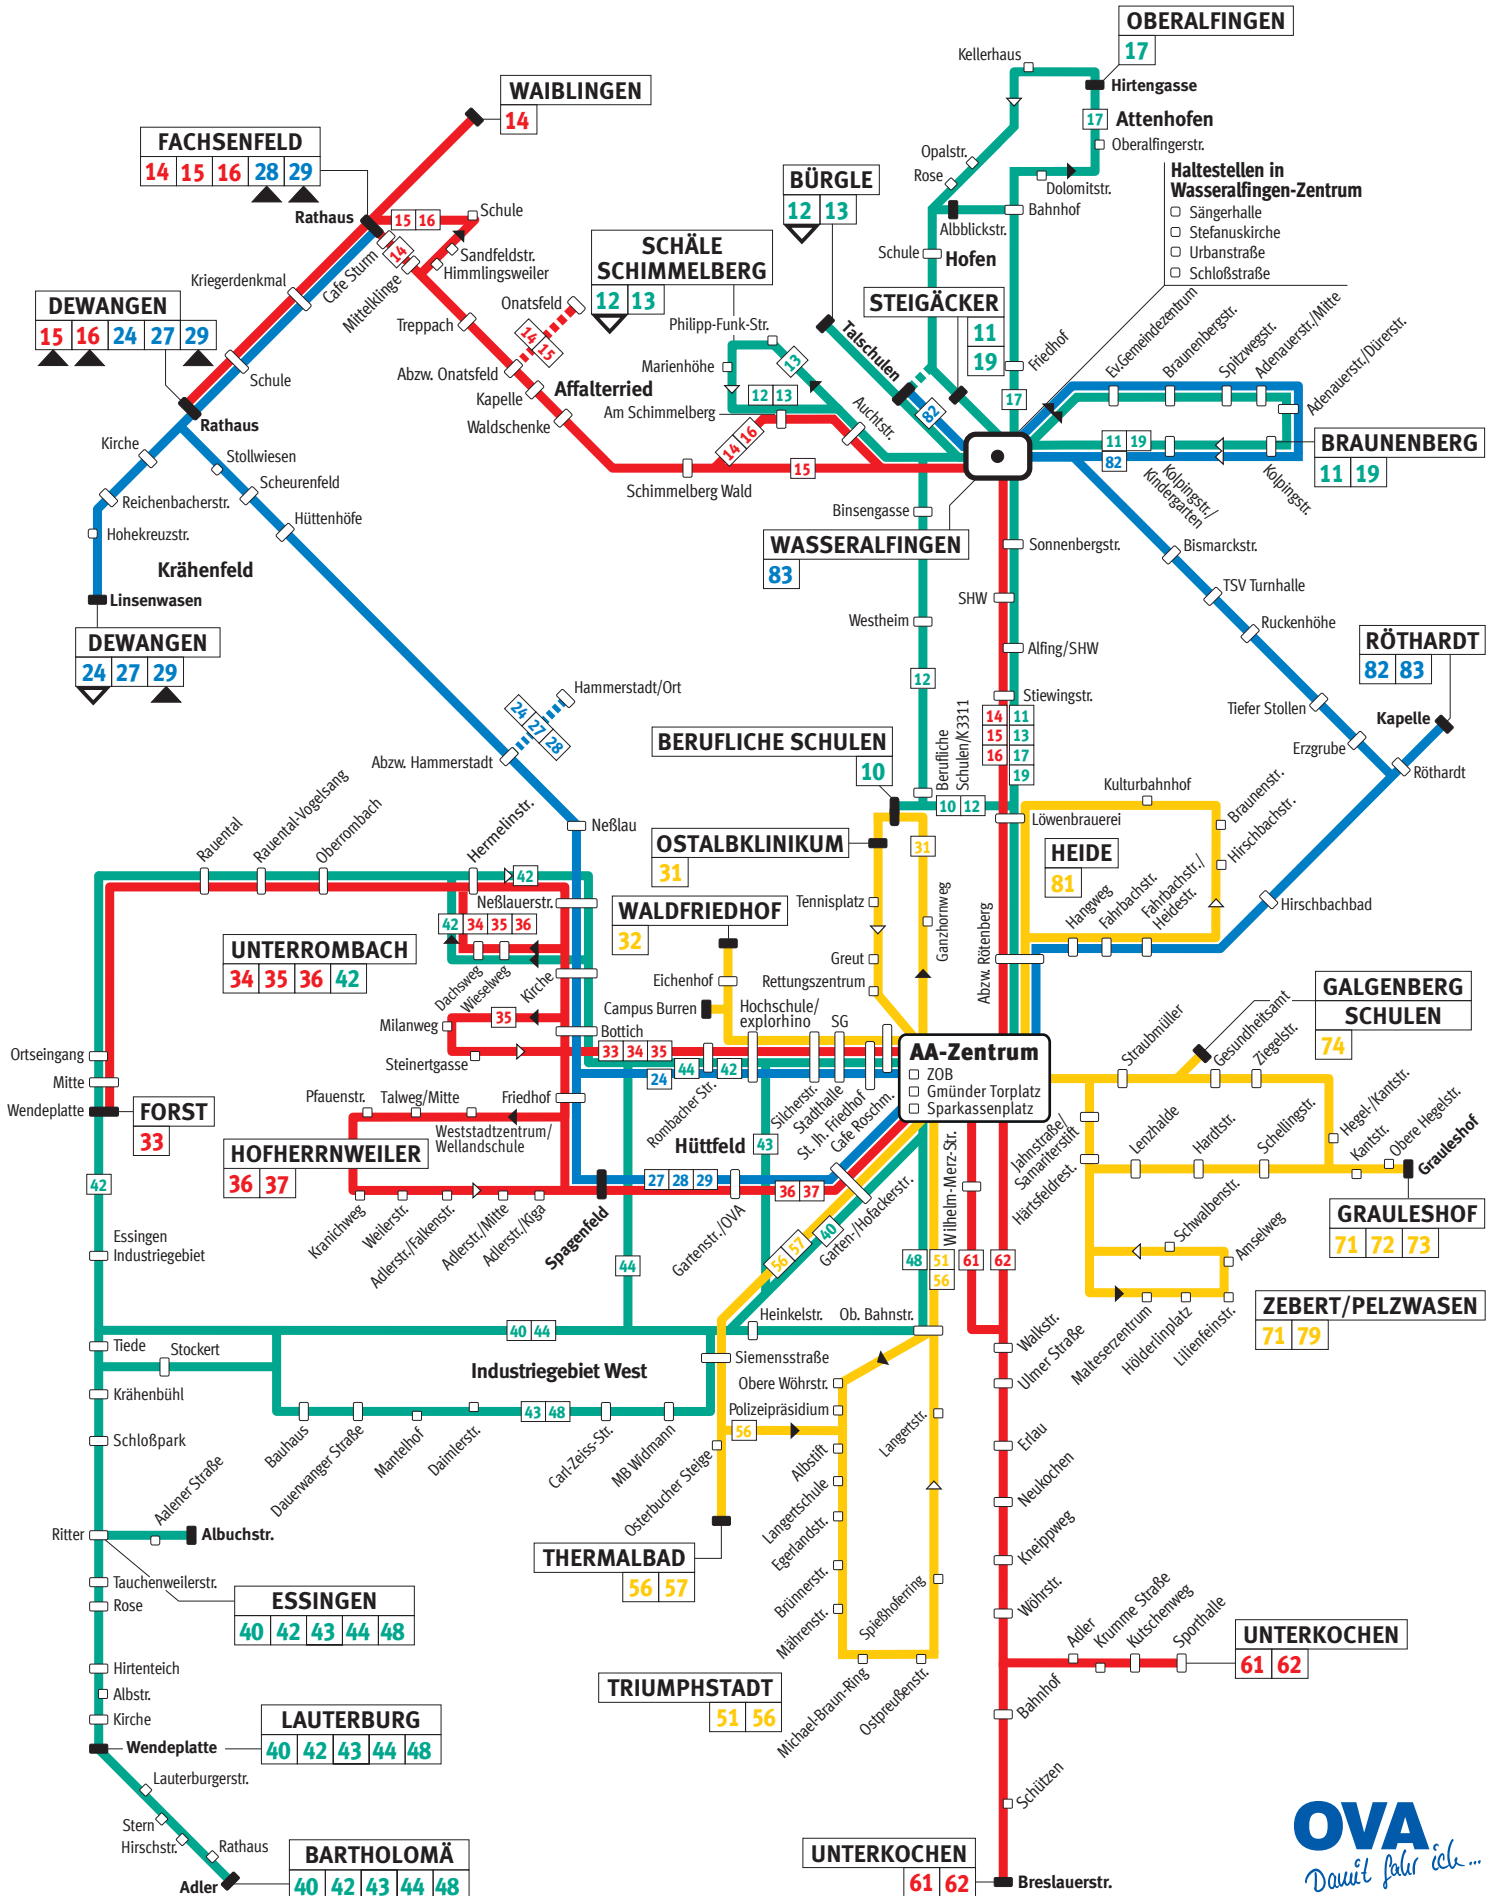 OBERALFINGEN
17
Kellerhaus
Hirtengasse
17
Attenhofen
Oberalfingerstr.
WAIBLINGEN
14
FACHSENFELD
14 15 16 28 29
Rathaus
15 16
Schule
Cafe Sturm
14
Sandfeldstr.
Himmlingsweiler
Mittelklinge
Opalstr.
Rose
Dolomitstr.
Bahnhof
Albblickstr.
Schule
Hofen
Haltestellen in
Wasseralfingen-Zentrum
Sängerhalle
Stefanuskirche
Urbanstraße
Schloßstraße
BÜRGLE
12 13
SCHÄLE
SCHIMMELBERG
12 13
STEIGÄCKER
11
19
Talschulen
82
Friedhof
17
Kriegerdenkmal
DEWANGEN
15 16 24 27 29
Schule
Rathaus
Treppach
Onatsfeld
14 15
Abzw. Onatsfeld
Affalterried
Kapelle
Waldschenke
Philipp-Funk-Str.
Marienhöhe
13
12 13
Am Schimmelberg
Auchtstr.
14 16
15
Schimmelberg Wald
Ev.Gemeindezentrum
Braunenbergstr.
Spitzwegstr.
Adenauerstr./Mitte
Adenauerstr./Dürerstr.
11 19
82
Kolpingstr./
Kindergarten
Kolpingstr.
BRAUNENBERG
11 19
Kirche
Stollwiesen
Scheurenfeld
Reichenbacherstr.
Hüttenhöfe
Hohekreuzstr.
Krähenfeld
Linsenwasen
DEWANGEN
24 27 29
Binsengasse
WASSERALFINGEN
83
Sonnenbergstr.
SHW
Westheim
Alfing/SHW
12
Stiewingstr.
14 11
15 13
16 17
19
Bismarckstr.
TSV Turnhalle
Ruckenhöhe
RÖTHARDT
82 83
Tiefer Stollen
Kapelle
Erzgrube
Röthardt
Hammerstadt/Ort
24 27 28
Abzw. Hammerstadt
BERUFLICHE SCHULEN
10
Berufliche
Schulen/K3311
10 12
Löwenbrauerei
Kulturbahnhof
Braunenstr.
Hirschbachstr.
HEIDE
81
Hangweg
Fahrbachstr.
Fahrbachstr./
Heidestr.
Hirschbachbad
Abzw. Rötenberg
Neßlau
Rauental
Rauental-Vogelsang
Oberrombach
Hermelinstr.
42
Neßlauerstr.
42 34 35 36
UNTERROMBACH
34 35 36 42
Dachsweg
Wieselweg
Kirche
OSTALBKLINIKUM
31
31
Tennisplatz
Ganzhornweg
Greut
Rettungszentrum
WALDFRIEDHOF
32
Eichenhof
Campus Burren
Hochschule/
explorhino
SG
Milanweg
35
Bottich
Steinertgasse
33 34 35
44 42
24
Rombacher Str.
Silcherstr.
Stadthalle
St. Jh. Friedhof
Cafe Roschm.
AA-Zentrum
ZOB
Gmünder Torplatz
Sparkassenplatz
Ortseingang
Mitte
Wendeplatte
FORST
33
Pfauenstr.
Talweg/Mitte
Friedhof
Weststadtzentrum/
Wellandschule
HOFHERRNWEILER
36 37
Kranichweg
Weilerstr.
Adlerstr./Falkenstr.
Adlerstr./Mitte
Adlerstr./Kiga
Spagenfeld
Hüttfeld
43
27 28 29
36 37
Gartenstr./OVA
56 57
40
Garten-/Hofackerstr.
Wilhelm-Merz-Str.
48 51
56
61
62
GALGENBERG
SCHULEN
74
Straubmüller
Gesundheitsamt
Ziegelstr.
Jahnstraße/
Samariterstift
Härtsfeldrest.
Lenzhalde
Hardtstr.
Schellingstr.
Hegel-/Kantstr.
Kantstr.
Obere Hegelstr.
Grauleshof
GRAULESHOF
71 72 73
Schwalbenstr.
Amselweg
Malteserzentrum
Hölderlinplatz
Lilienfeinstr.
ZEBERT/PELZWASEN
71 79
42
Essingen
Industriegebiet
44
40 44
Heinkelstr.
Ob. Bahnstr.
Tiede
Stockert
Industriegebiet West
Siemensstraße
Krähenbühl
Schloßpark
Bauhaus
Dauerwanger Straße
Mantelhof
Daimlerstr.
43 48
Carl-Zeiss-Str.
MB Widmann
Obere Wöhrstr.
Polizeipräsidium
56
Osterbucher Steige
Albstift
Langertschule
Egerlandstr.
Brünnerstr.
Mährenstr.
Langertstr.
Spießhoferring
Michael-Braun-Ring
Ostpreußenstr.
THERMALBAD
56 57
TRIUMPHSTADT
51 56
Walkstr.
Ulmer Straße
Erlau
Neukochen
Kneippweg
Wöhrstr.
Adler
Krumme Straße
Kutschenweg
Sporthalle
UNTERKOCHEN
61 62
Bahnhof
Schützen
UNTERKOCHEN
61 62
Breslauerstr.
Aalener Straße
Ritter
Albuchstr.
Tauchenweilerstr.
Rose
ESSINGEN
40 42 43 44 48
Hirtenteich
Albstr.
Kirche
LAUTERBURG
40 42 43 44 48
Wendeplatte
Lauterburgerstr.
Stern
Hirschstr.
Rathaus
BARTHOLOMÄ
40 42 43 44 48
Adler
OVA
Damit fahr ich...